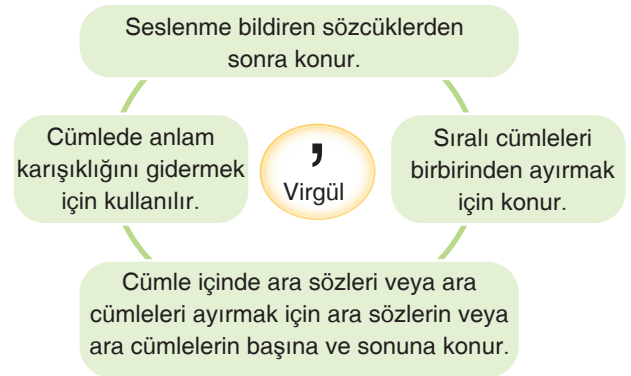 Seslenme bildiren sözcüklerden
sonra konur.
Cümlede anlam
karışıklığını gidermek
için kullanılır.
,
Virgül
Sıralı cümleleri
birbirinden ayırmak
için konur.
Cümle içinde ara sözleri veya ara
cümleleri ayırmak için ara sözlerin veya
ara cümlelerin başına ve sonuna konur.